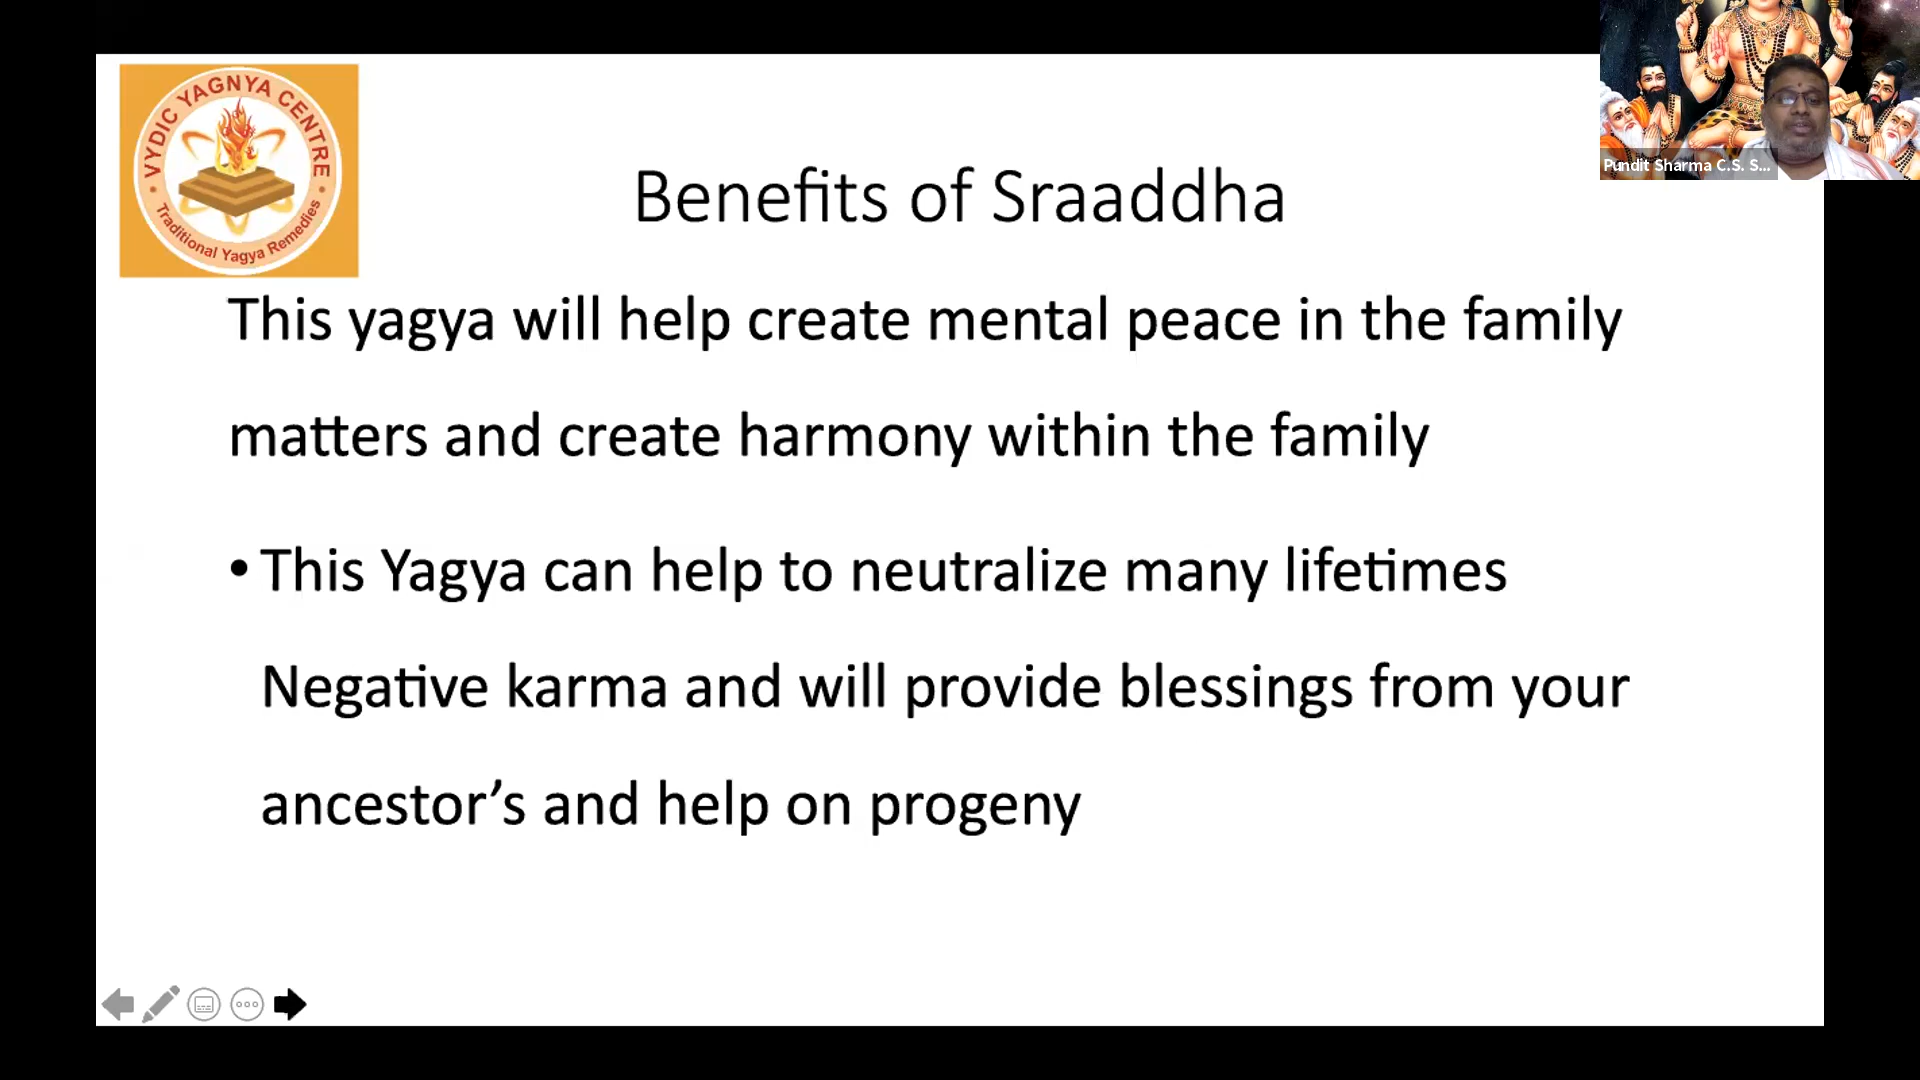 VYDIC YAGNYA CENTRE
Traditional Yagya Remedies
Pundit Sharma C.S. S...
Benefits of Sraaddha
This yagya will help create mental peace in the family
matters and create harmony within the family
• This Yagya can help to neutralize many lifetimes
Negative karma and will provide blessings from your
ancestor’s and help on progeny